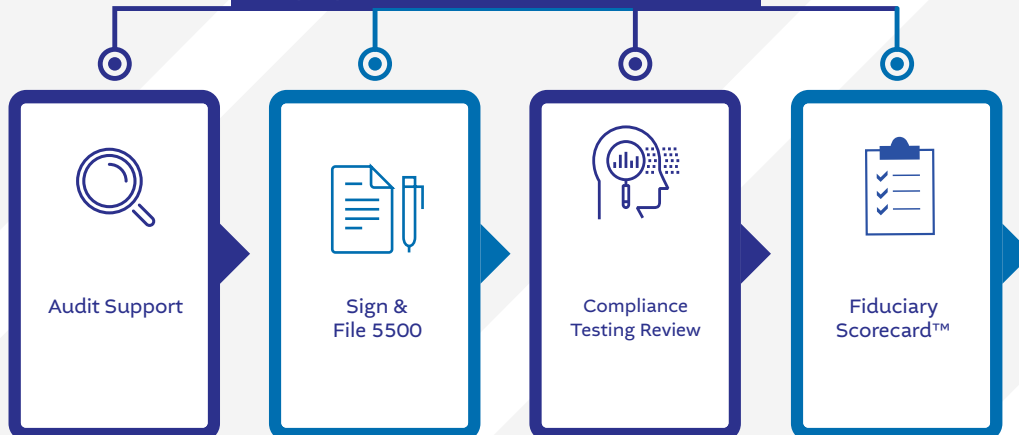 Audit Support
Sign &
File 5500
Compliance
Testing Review
Fiduciary
Scorecard™